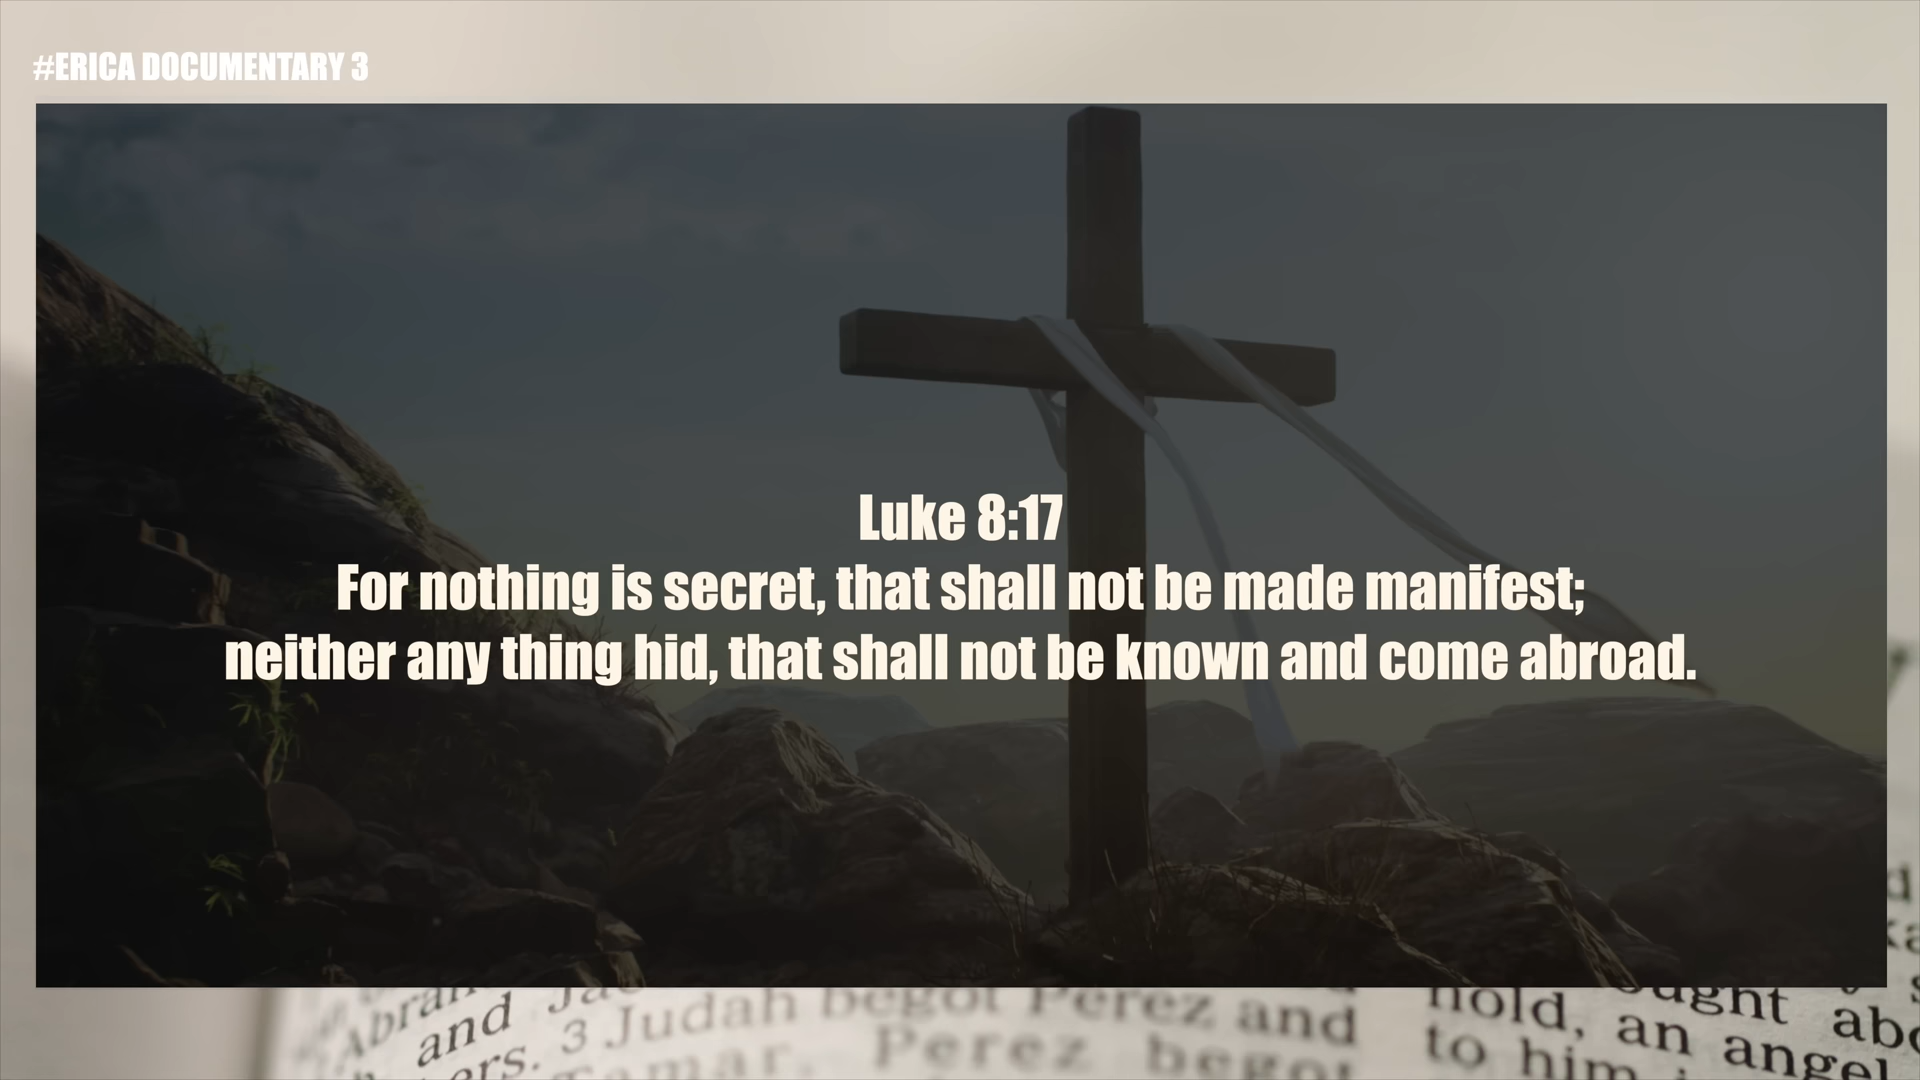 #ERICA DOCUMENTARY 3
Luke 8:17
For nothing is secret, that shall not be made manifest;
neither any thing hid, that shall not be known and come abroad.
and
3 Judah begot Perez and
Perez begot
hold, an
to him
angel